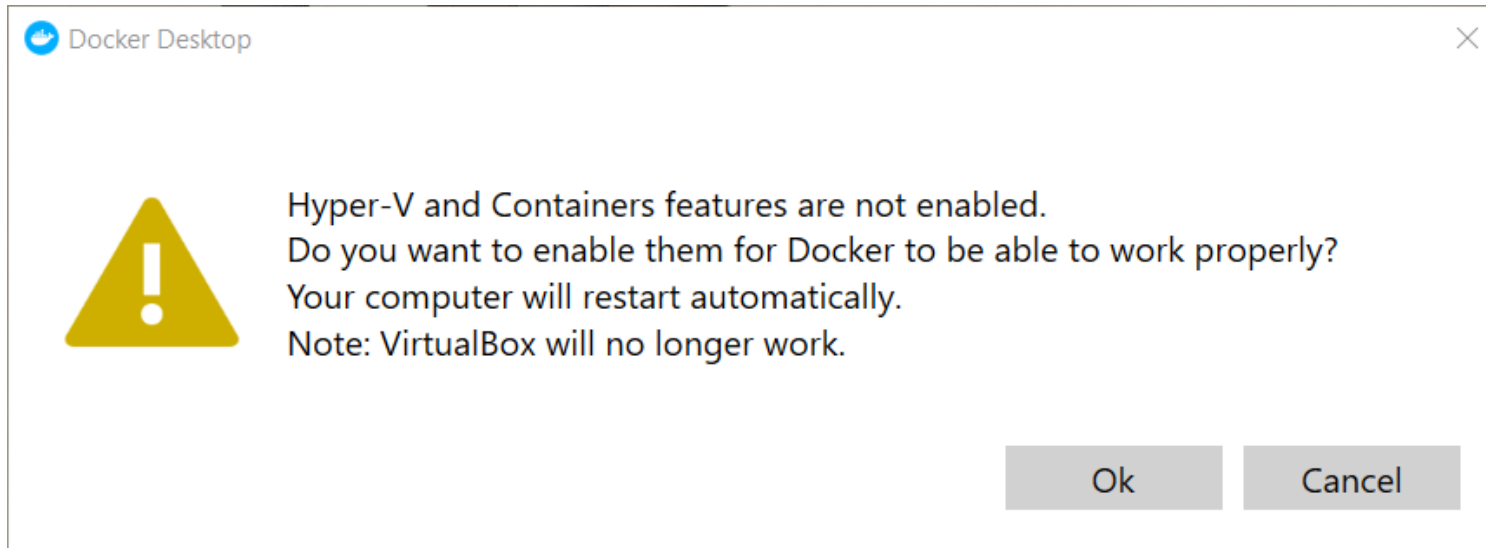 Docker Desktop
Hyper-V and Containers features are not enabled.
Do you want to enable them for Docker to be able to work properly?
Your computer will restart automatically.
Note: VirtualBox will no longer work.
Ok
Cancel